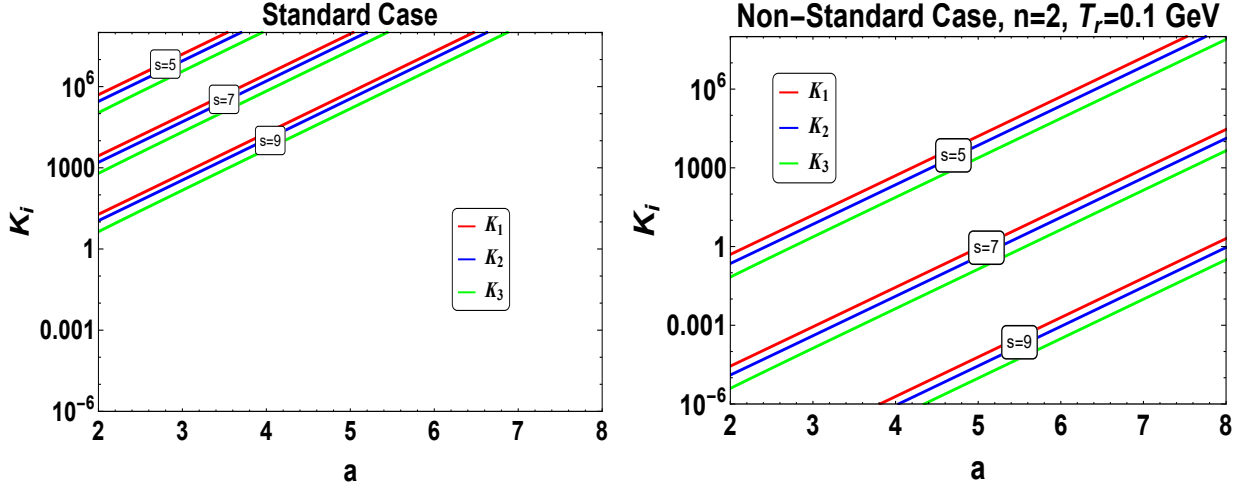 Standard Case
10^6
1000
1
0.001
10^-6
K_i
s=5
s=7
s=9
K_1
K_2
K_3
2 3 4 5 6 7 8
a
Non-Standard Case, n=2, T_r=0.1 GeV
10^6
1000
1
0.001
10^-6
K_i
K_1
K_2
K_3
s=5
s=7
s=9
2 3 4 5 6 7 8
a